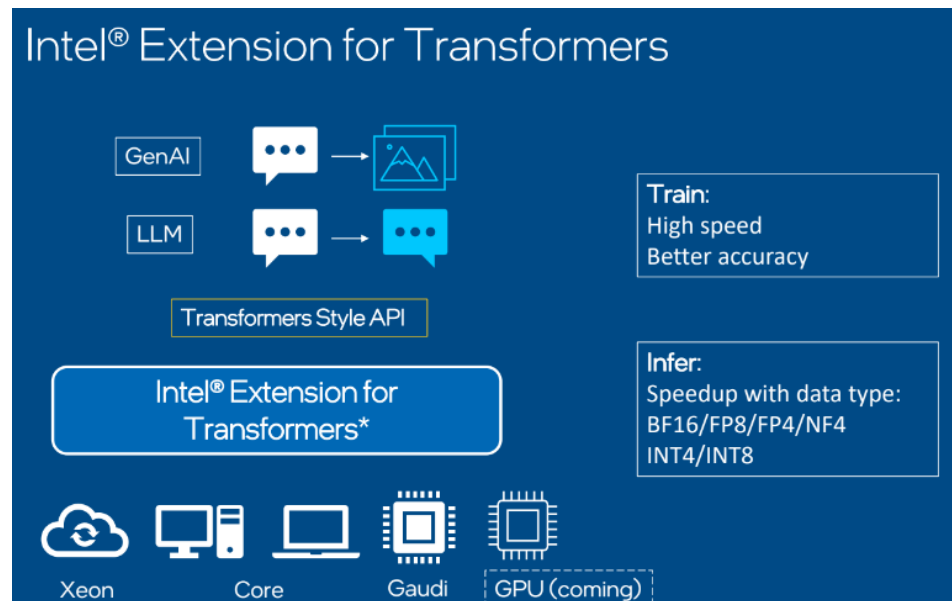 Intel® Extension for Transformers
GenAI
LLM
Transformers Style API
Intel® Extension for
Transformers*
Train:
High speed
Better accuracy
Infer:
Speedup with data type:
BF16/FP8/FP4/NF4
INT4/INT8
Xeon
Core
Gaudi
GPU (coming)